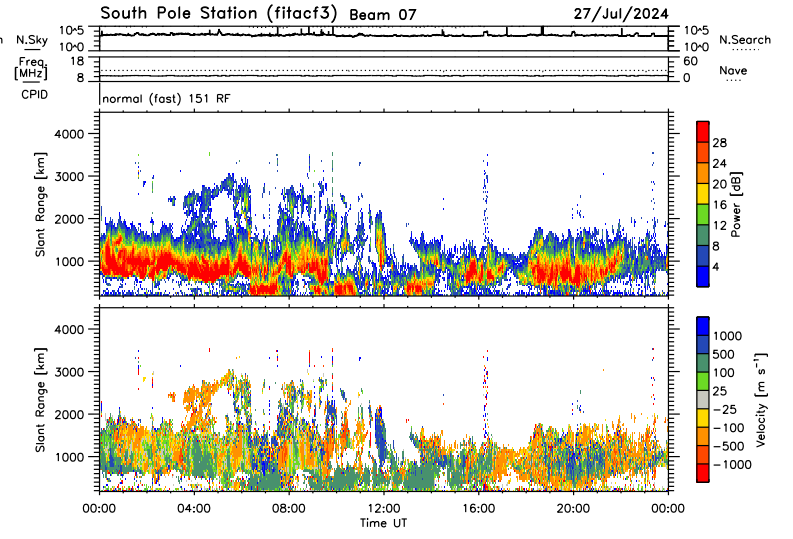 South Pole Station (fitacf3) Beam 07 27/Jul/2024
N.Sky 10^5 10^0 10^5 10^0 N.Search
Freq. [MHz] 18 8 60 0 Nave
CPID normal (fast) 151 RF
Slant Range [km] 4000 3000 2000 1000
28 24 20 16 12 8 4 Power [dB]
Slant Range [km] 4000 3000 2000 1000
1000 500 100 25 -25 -100 -500 -1000 Velocity [m s⁻¹]
00:00 04:00 08:00 12:00 16:00 20:00 00:00
Time UT